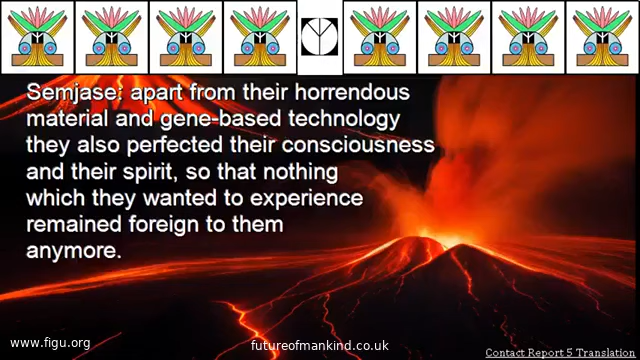 Semjase: apart from their horrendous
material and gene-based technology
they also perfected their consciousness
and their spirit, so that nothing
which they wanted to experience
remained foreign to them
anymore.
www.figu.org
futureofmankind.co.uk
Contact Report 5 Translation